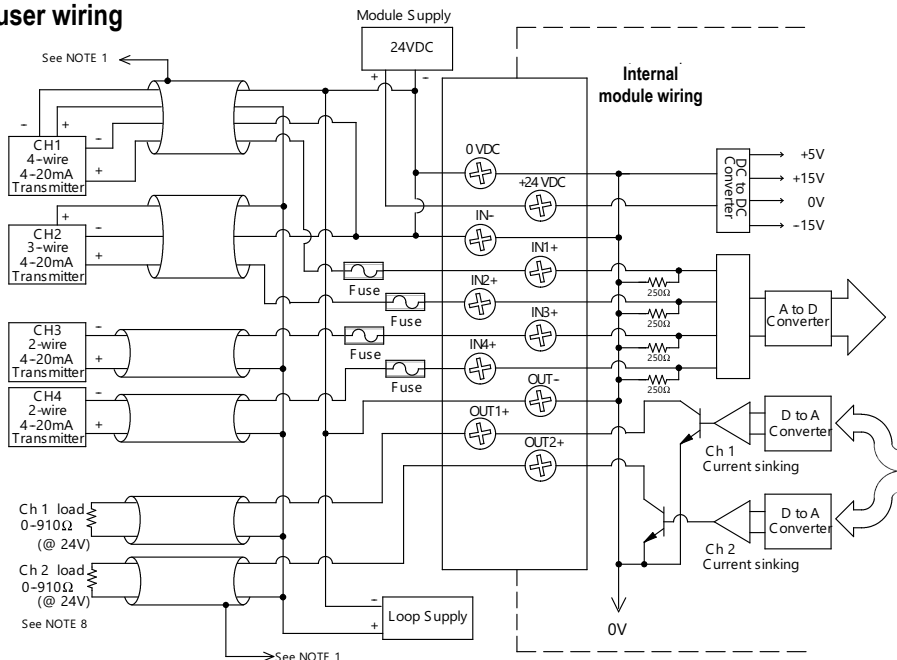 user wiring
Module Supply
24VDC
+
-
See NOTE 1
Internal
module wiring
-
+
-
+
CH1
4-wire
4-20mA
Transmitter
0 VDC
+24 VDC
DC to DC
Converter
+5V
+15V
0V
-15V
+
-
+
CH2
3-wire
4-20mA
Transmitter
IN-
IN1+
Fuse
250Ω
IN2+
Fuse
250Ω
A to D
Converter
CH3
2-wire
4-20mA
Transmitter
-
+
IN3+
Fuse
250Ω
IN4+
Fuse
250Ω
CH4
2-wire
4-20mA
Transmitter
-
+
OUT-
OUT1+
OUT2+
D to A
Converter
Ch 1
Current sinking
Ch 1 load
0-910Ω
(@ 24V)
D to A
Converter
Ch 2
Current sinking
Ch 2 load
0-910Ω
(@ 24V)
See NOTE 8
-
+
Loop Supply
0V
See NOTE 1